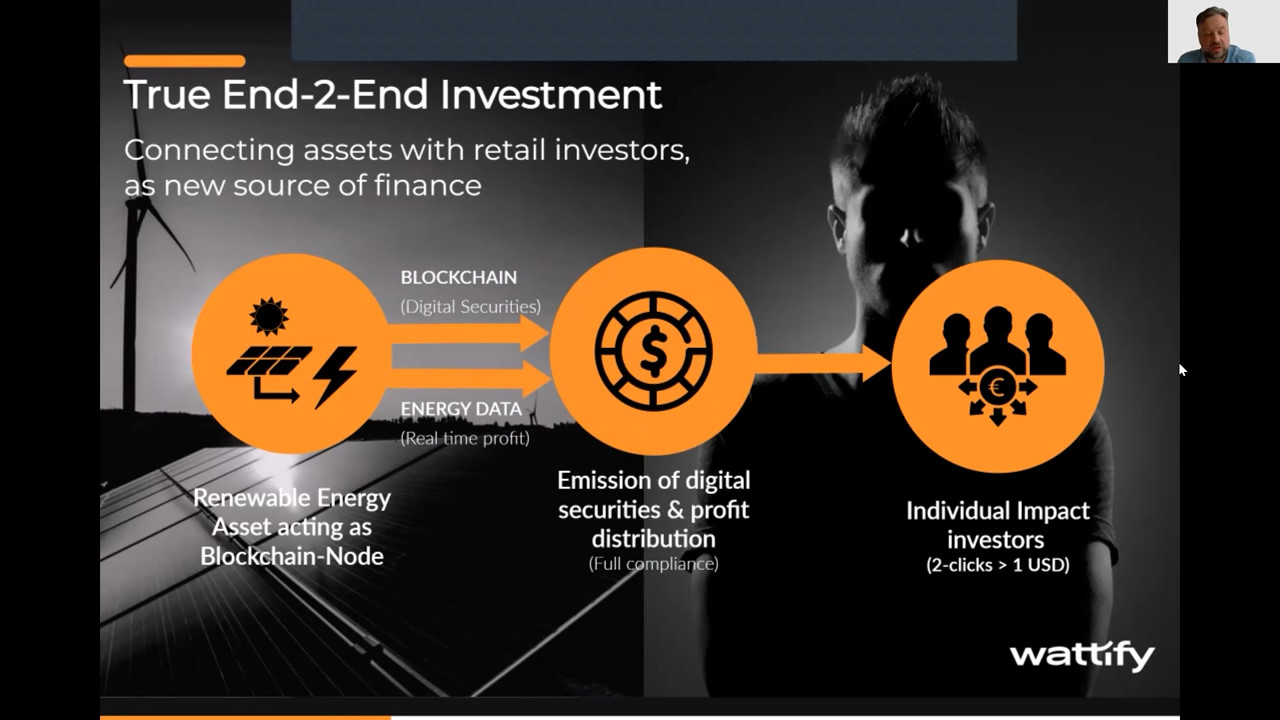 True End-2-End Investment
Connecting assets with retail investors,
as new source of finance
BLOCKCHAIN
(Digital Securities)
ENERGY DATA
(Real time profit)
Renewable Energy
Asset acting as
Blockchain-Node
$
Emission of digital
securities & profit
distribution
(Full compliance)
€
Individual Impact
investors
(2-clicks > 1 USD)
wattify